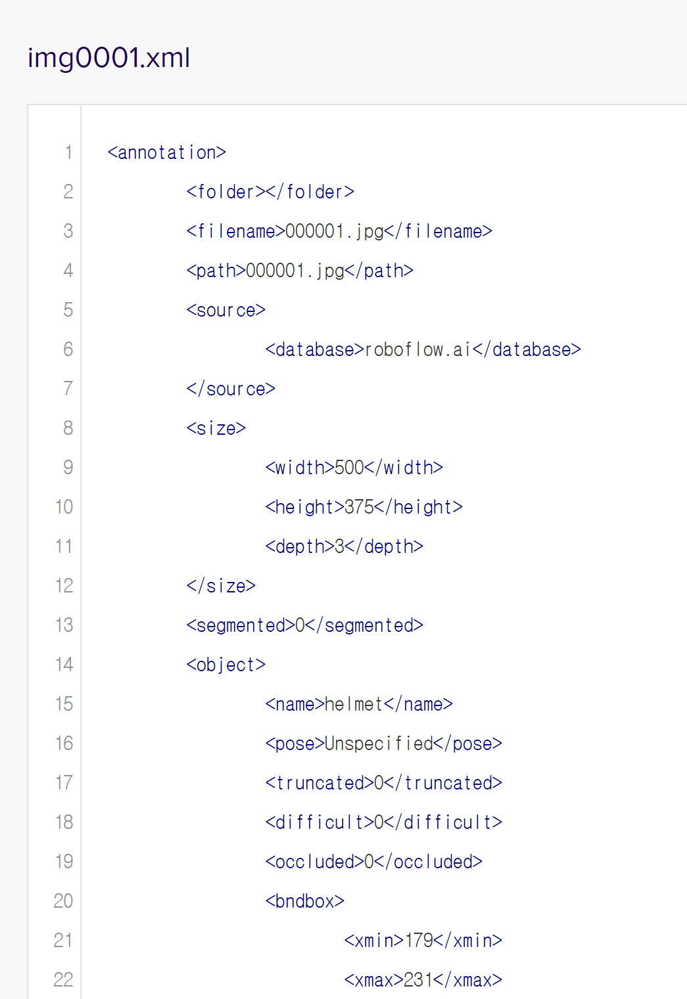 img0001.xml
1 <annotation>
2 <folder></folder>
3 <filename>000001.jpg</filename>
4 <path>000001.jpg</path>
5 <source>
6 <database>roboflow.ai</database>
7 </source>
8 <size>
9 <width>500</width>
10 <height>375</height>
11 <depth>3</depth>
12 </size>
13 <segmented>0</segmented>
14 <object>
15 <name>helmet</name>
16 <pose>Unspecified</pose>
17 <truncated>0</truncated>
18 <difficult>0</difficult>
19 <occluded>0</occluded>
20 <bndbox>
21 <xmin>179</xmin>
22 <xmax>231</xmax>